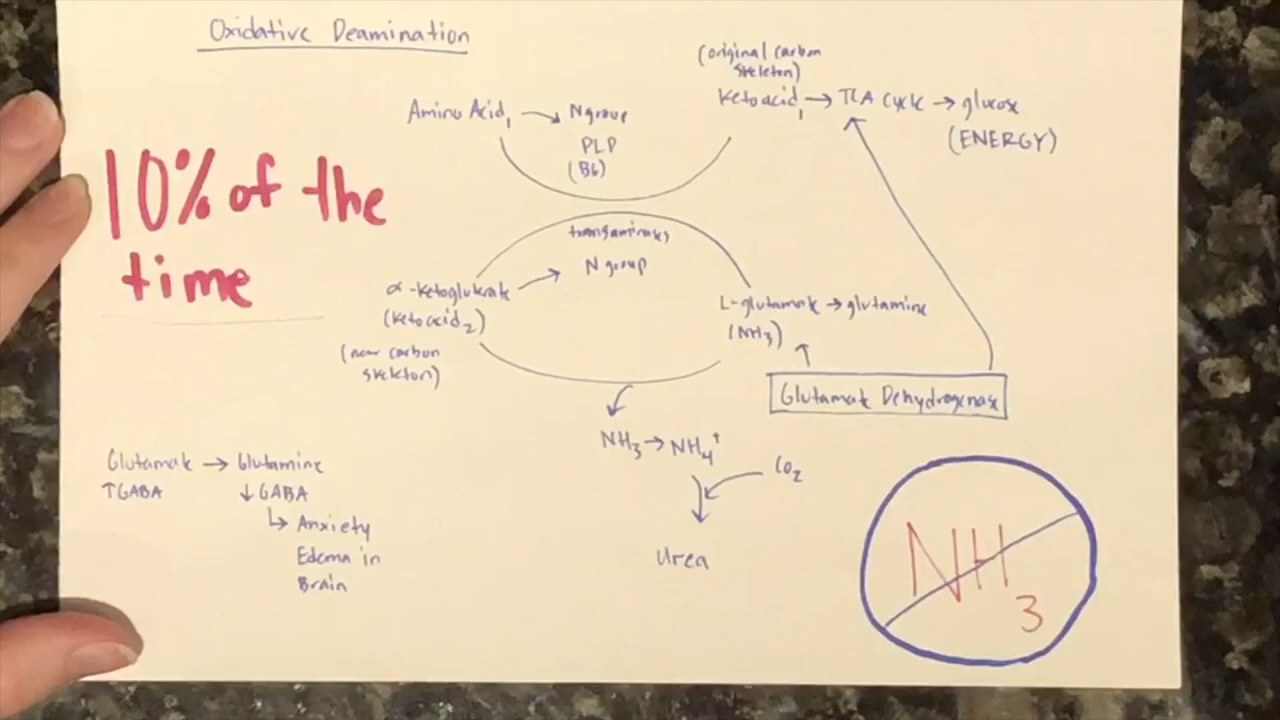 Oxidative Deamination
(original carbon
skeleton)
Amino Acid1 → N group
Ketoacid1 → TCA Cycle → glucose
(ENERGY)
PLP
(B6)
10% of the
time
transaminases
N group
α-ketoglutarate
(ketoacid2)
(new carbon
skeleton)
L-glutamate → glutamine
(NH3)
Glutamate Dehydrogenase
NH3 → NH4+
CO2
Urea
Glutamate → Glutamine
↑GABA ↓GABA
↳ Anxiety
Edema in
Brain
NH3